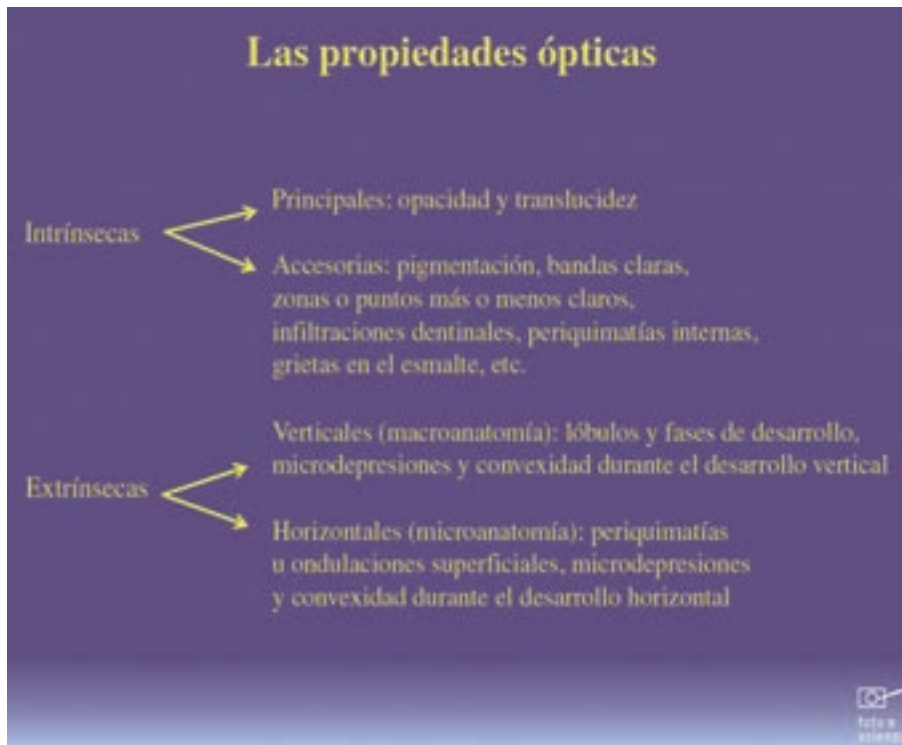 Las propiedades ópticas
Intrínsecas
Principales: opacidad y translucidez
Accesorias: pigmentación, bandas claras,
zonas o puntos más o menos claros,
infiltraciones dentinales, periquimatías internas,
grietas en el esmalte, etc.
Extrínsecas
Verticales (macroanatomía): lóbulos y fases de desarrollo,
microdepresiones y convexidad durante el desarrollo vertical
Horizontales (microanatomía): periquimatías
u ondulaciones superficiales, microdepresiones
y convexidad durante el desarrollo horizontal